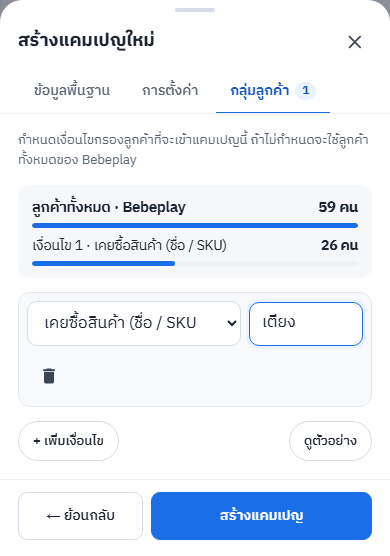 สร้างแคมเปญใหม่
ข้อมูลพื้นฐาน การตั้งค่า กลุ่มลูกค้า 1
กำหนดเงื่อนไขกรองลูกค้าที่จะเข้าแคมเปญนี้ ถ้าไม่กำหนดจะใช้ลูกค้า
ทั้งหมดของ Bebeplay
ลูกค้าทั้งหมด · Bebeplay 59 คน
เงื่อนไข 1 · เคยซื้อสินค้า (ชื่อ / SKU) 26 คน
เคยซื้อสินค้า (ชื่อ / SKU เตียง
+ เพิ่มเงื่อนไข ดูตัวอย่าง
← ย้อนกลับ สร้างแคมเปญ